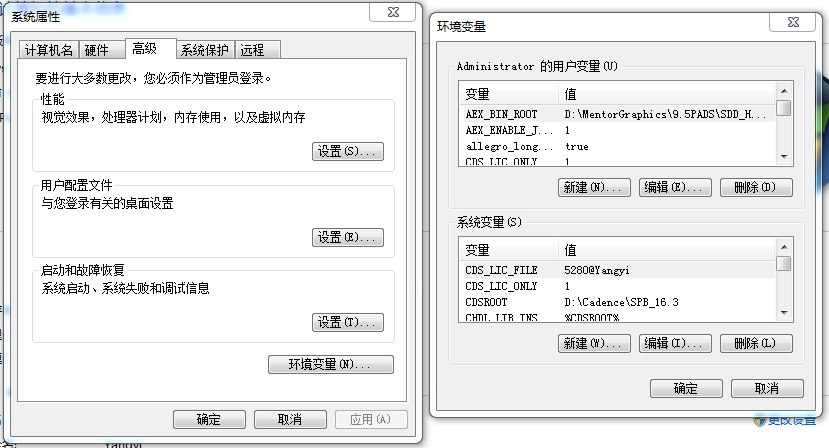 系统属性
计算机名 硬件 高级 系统保护 远程
要进行大多数更改，您必须作为管理员登录。
性能
视觉效果，处理器计划，内存使用，以及虚拟内存
设置(S)...
用户配置文件
与您登录有关的桌面设置
设置(E)...
启动和故障恢复
系统启动、系统失败和调试信息
设置(T)...
环境变量(N)...
确定 取消 应用(A)
环境变量
Administrator 的用户变量(U)
变量 值
AEX_BIN_ROOT D:\MentorGraphics\9.5PADS\SDD_H...
AEX_ENABLE_J... 1
allegro_long... true
CDS_LIC_ONLY 1
新建(N)... 编辑(E)... 删除(D)
系统变量(S)
变量 值
CDS_LIC_FILE 5280@Yangyi
CDS_LIC_ONLY 1
CDSROOT D:\Cadence\SPB_16.3
CHDL_LIB_INS %CDSROOT%
新建(W)... 编辑(I)... 删除(L)
确定 取消
更改设置
Yangyi